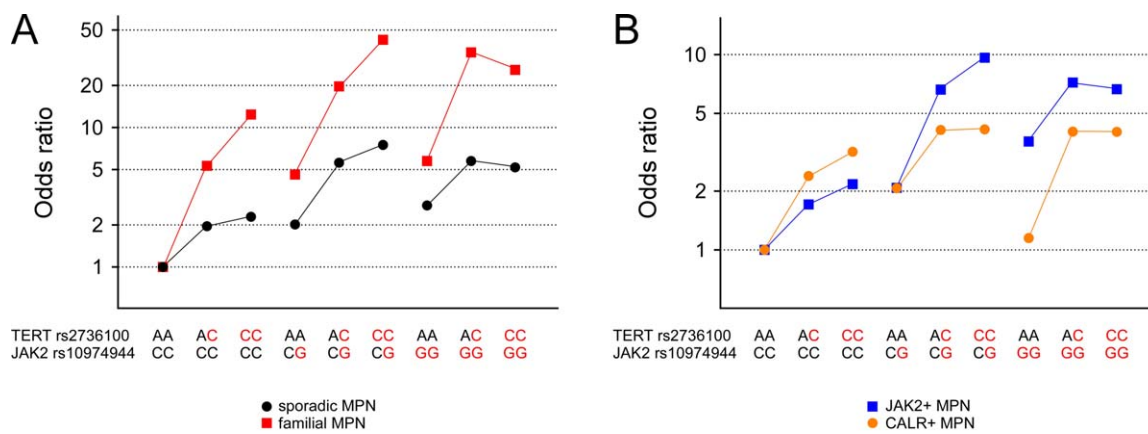 A
B
Odds ratio
50
20
10
5
2
1
Odds ratio
10
5
2
1
TERT rs2736100 AA AC CC AA AC CC AA AC CC
JAK2 rs10974944 CC CC CC CG CG CG GG GG GG
TERT rs2736100 AA AC CC AA AC CC AA AC CC
JAK2 rs10974944 CC CC CC CG CG CG GG GG GG
sporadic MPN
familial MPN
JAK2+ MPN
CALR+ MPN